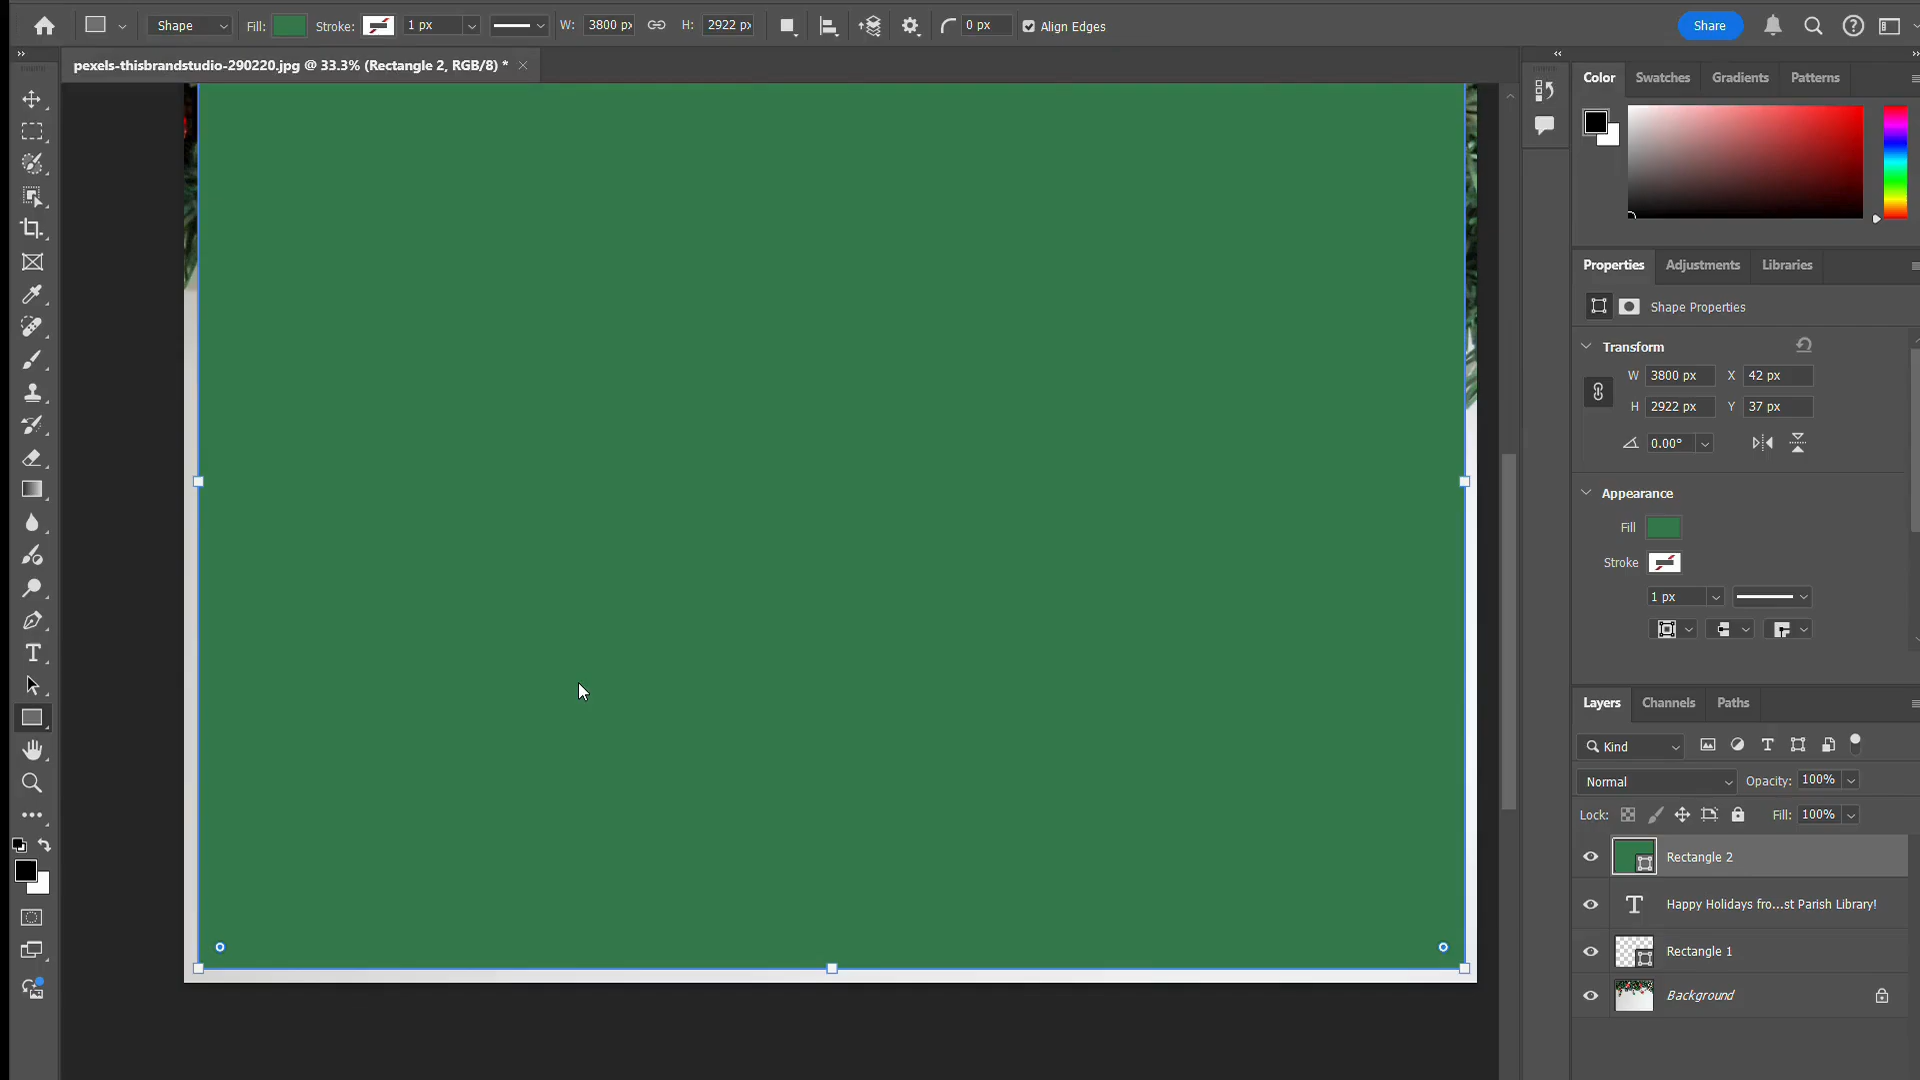 Shape Fill: Stroke: 1 px W: 3800 px H: 2922 px 0 px Align Edges Share
pexels-thisbrandstudio-290220.jpg @ 33.3% (Rectangle 2, RGB/8) *
Color Swatches Gradients Patterns
Properties Adjustments Libraries
Shape Properties
Transform
W 3800 px X 42 px
H 2922 px Y 37 px
0.00°
Appearance
Fill
Stroke
1 px
Layers Channels Paths
Kind
Normal Opacity: 100%
Lock: Fill: 100%
Rectangle 2
Happy Holidays fro...st Parish Library!
Rectangle 1
Background